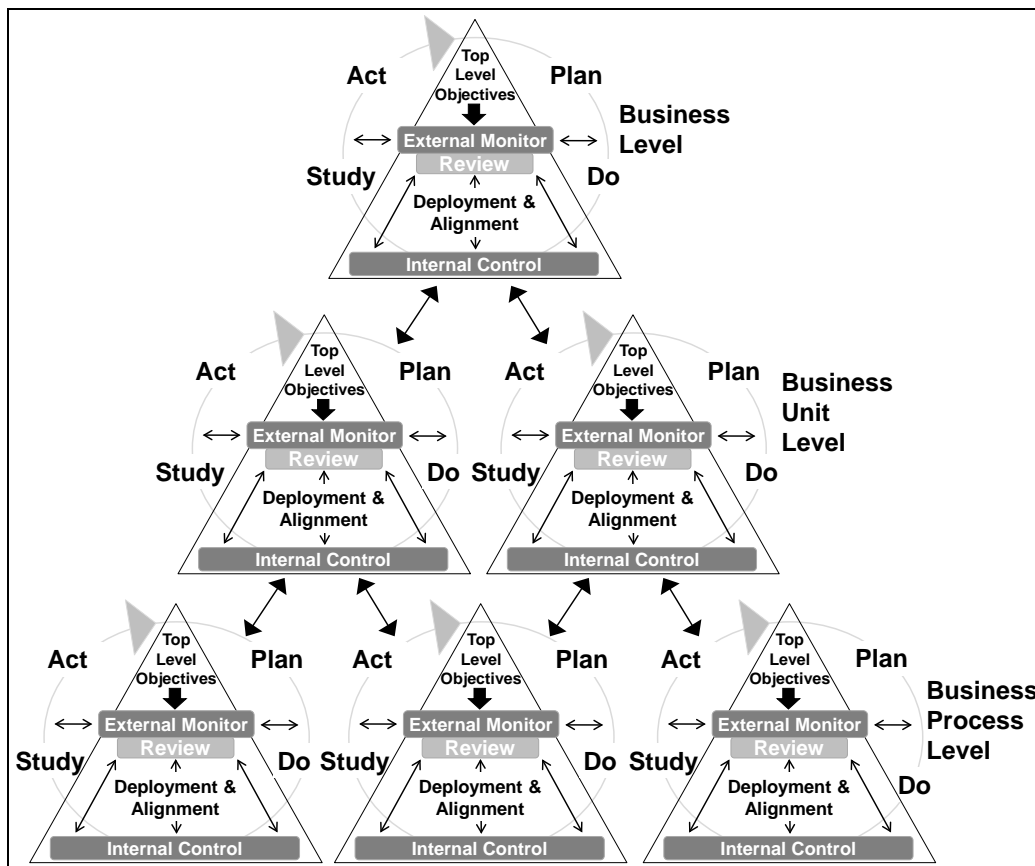 Top
Level
Objectives
Act
Plan
Business
Level
External Monitor
Review
Study
Do
Deployment &
Alignment
Internal Control
Top
Level
Objectives
Act
Plan
External Monitor
Review
Study
Do
Deployment &
Alignment
Internal Control
Top
Level
Objectives
Act
Plan
Business
Unit
Level
External Monitor
Review
Study
Do
Deployment &
Alignment
Internal Control
Top
Level
Objectives
Act
Plan
External Monitor
Review
Study
Do
Deployment &
Alignment
Internal Control
Top
Level
Objectives
Act
Plan
External Monitor
Review
Study
Do
Deployment &
Alignment
Internal Control
Top
Level
Objectives
Act
Plan
Business
Process
Level
External Monitor
Review
Study
Do
Deployment &
Alignment
Internal Control